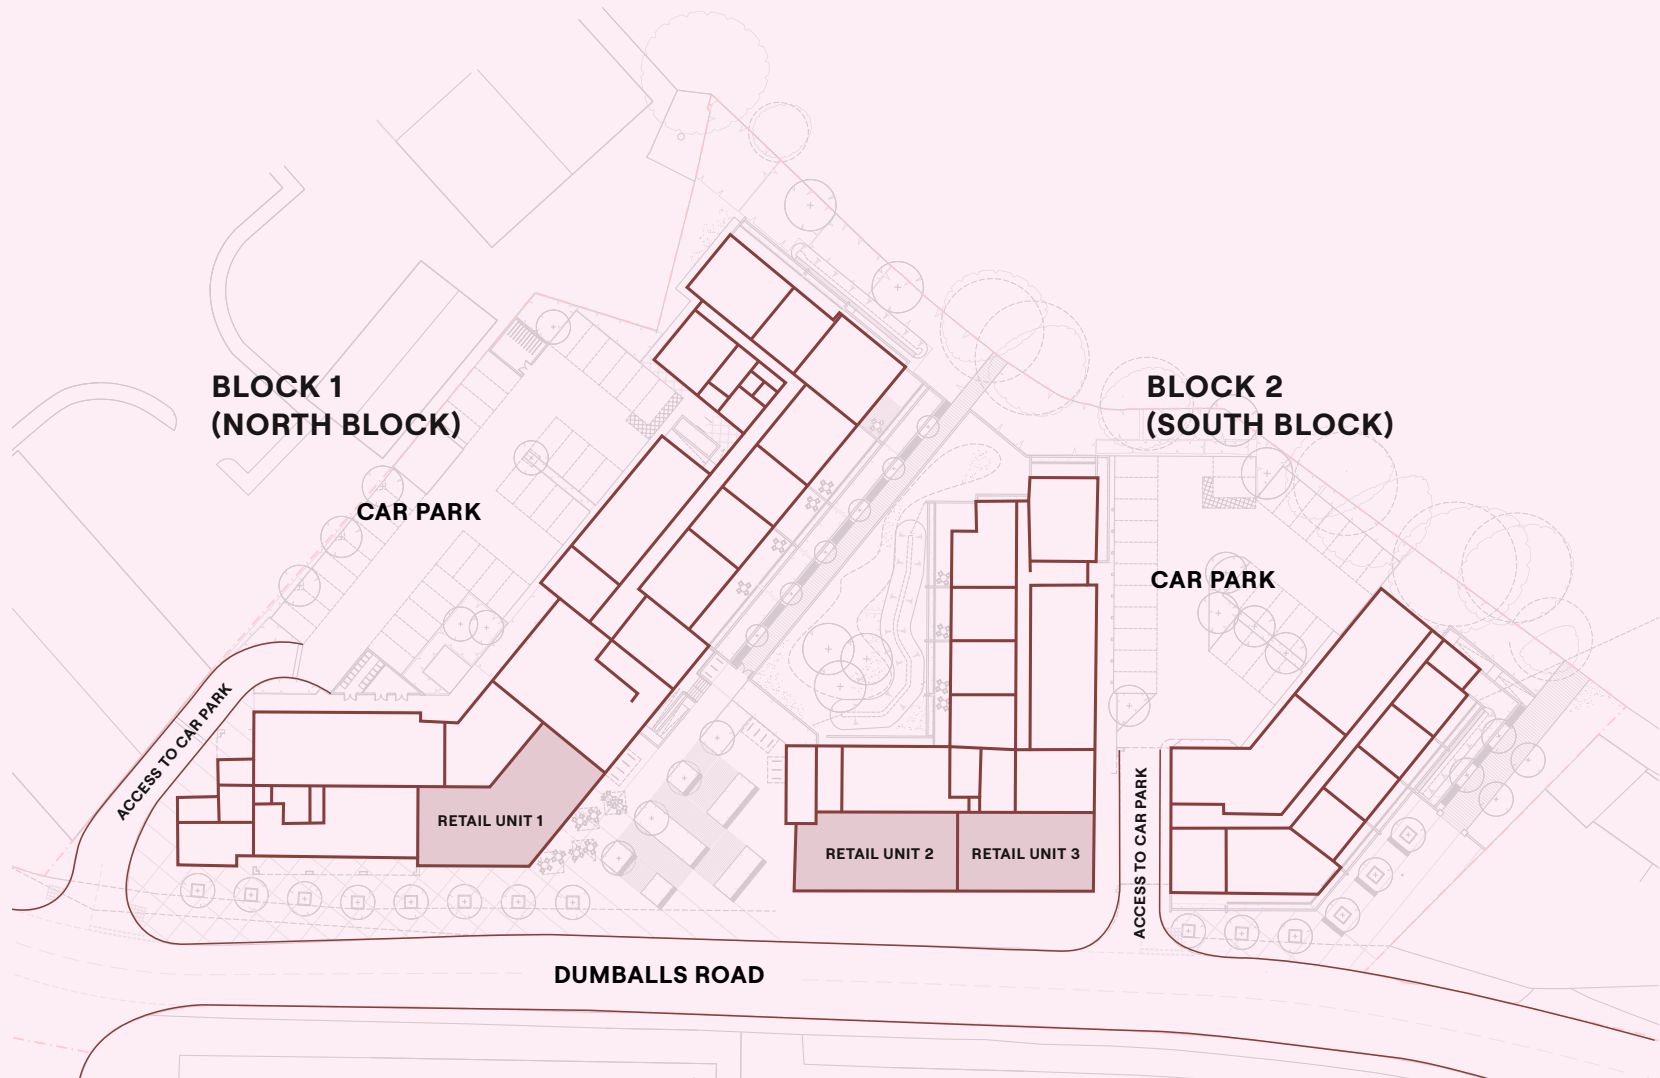 BLOCK 1
(NORTH BLOCK)
BLOCK 2
(SOUTH BLOCK)
CAR PARK
CAR PARK
ACCESS TO CAR PARK
RETAIL UNIT 1
RETAIL UNIT 2
RETAIL UNIT 3
ACCESS TO CAR PARK
DUMBALLS ROAD